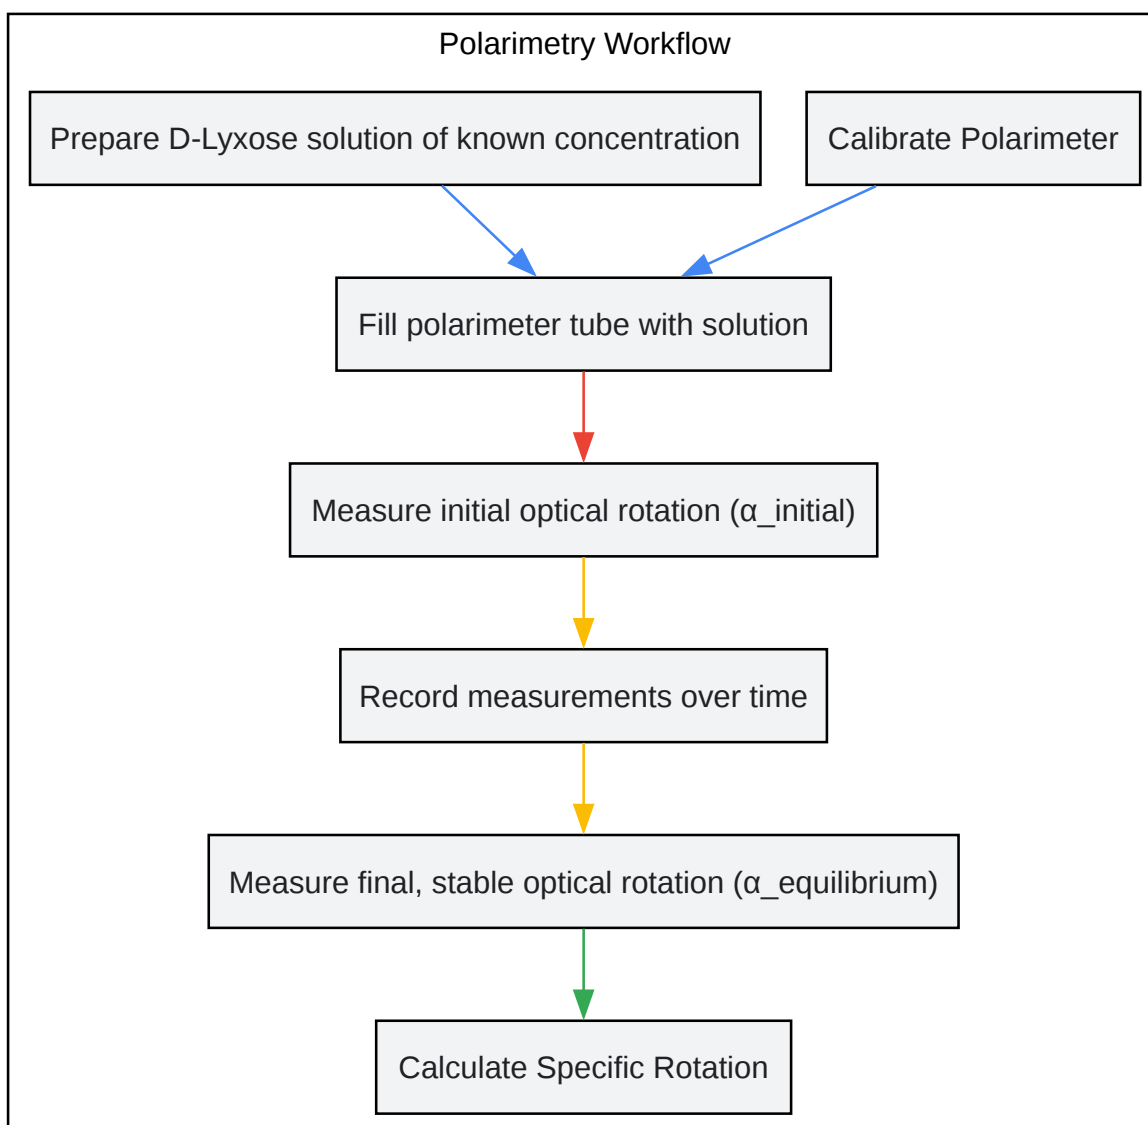 Polarimetry Workflow
Prepare D-Lyxose solution of known concentration
Calibrate Polarimeter
Fill polarimeter tube with solution
Measure initial optical rotation (α_initial)
Record measurements over time
Measure final, stable optical rotation (α_equilibrium)
Calculate Specific Rotation